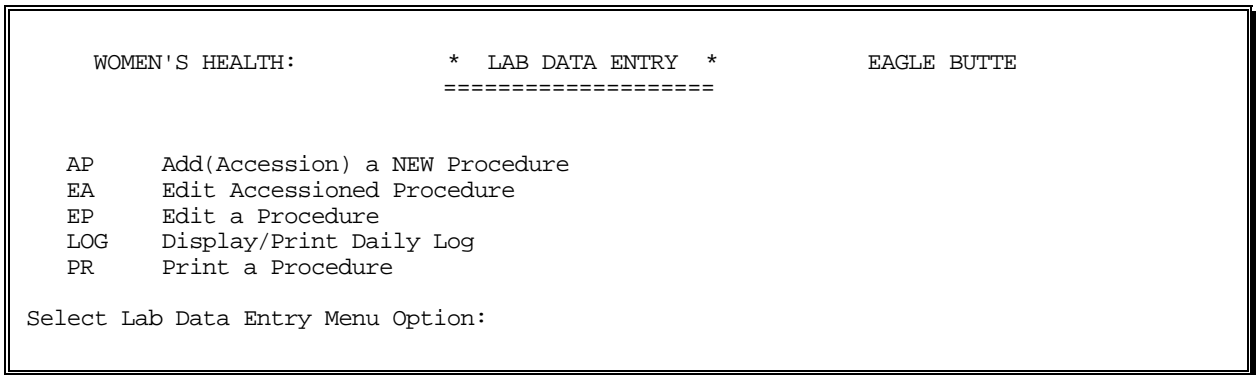 WOMEN'S HEALTH: * LAB DATA ENTRY * EAGLE BUTTE
====================
AP Add(Accession) a NEW Procedure
EA Edit Accessioned Procedure
EP Edit a Procedure
LOG Display/Print Daily Log
PR Print a Procedure
Select Lab Data Entry Menu Option: